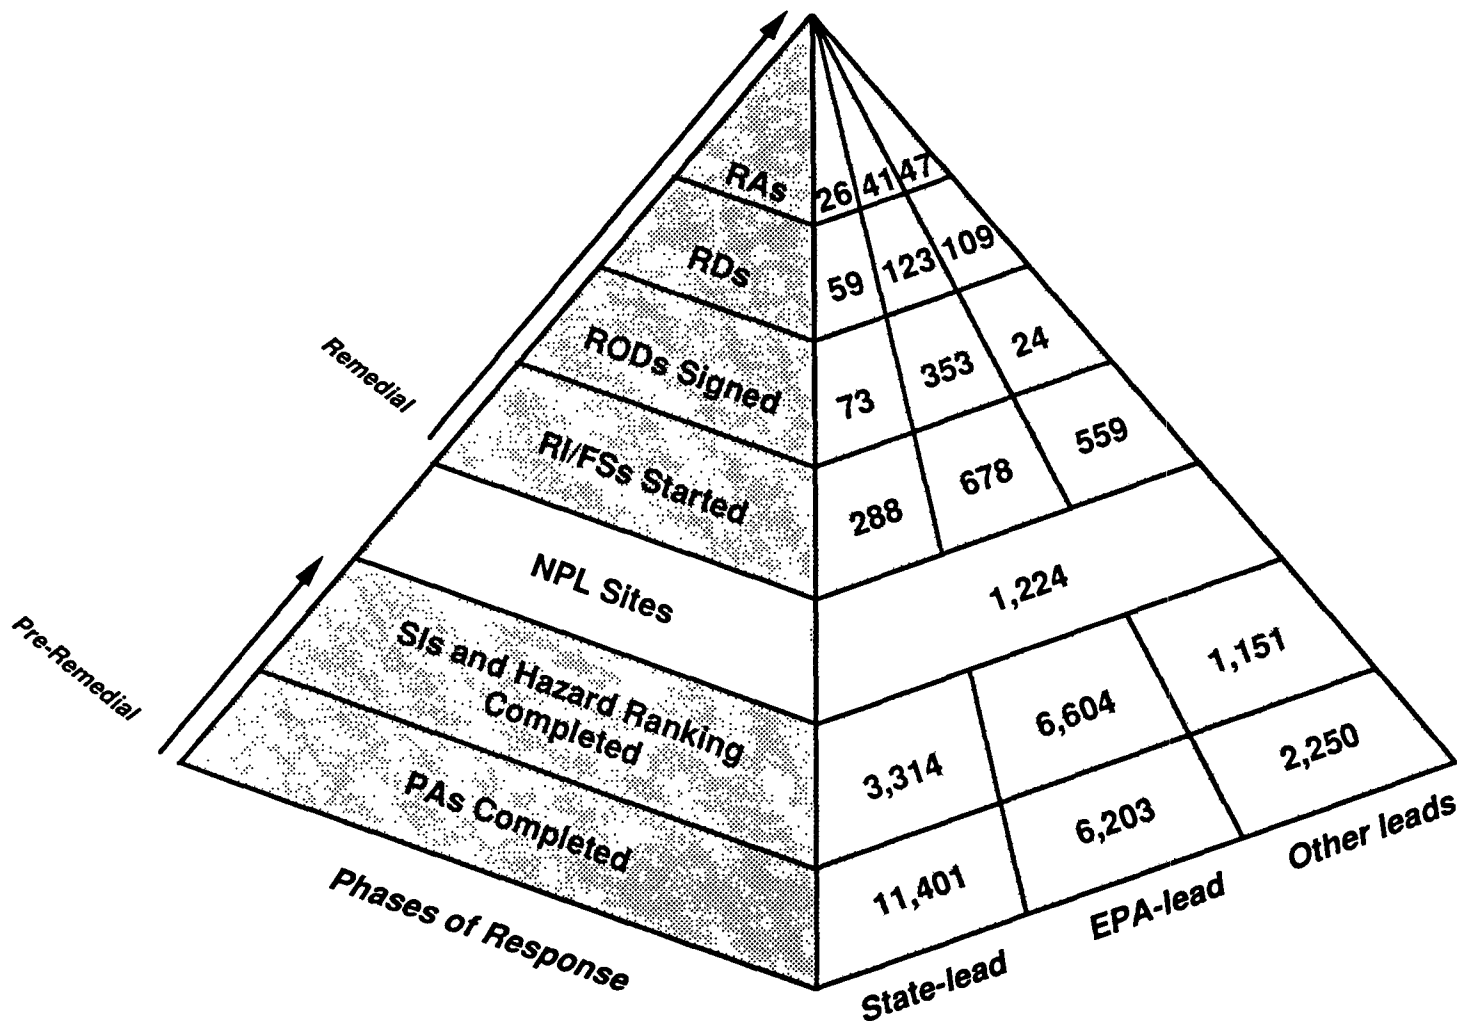 RAs
26 41 47
RDs
59 123 109
RODs Signed
73 353 24
RI/FSs Started
288 678 559
NPL Sites
1,224
SIs and Hazard Ranking
Completed
3,314 6,604 1,151
PAs Completed
11,401 6,203 2,250
Remedial
Pre-Remedial
Phases of Response
State-lead
EPA-lead
Other leads